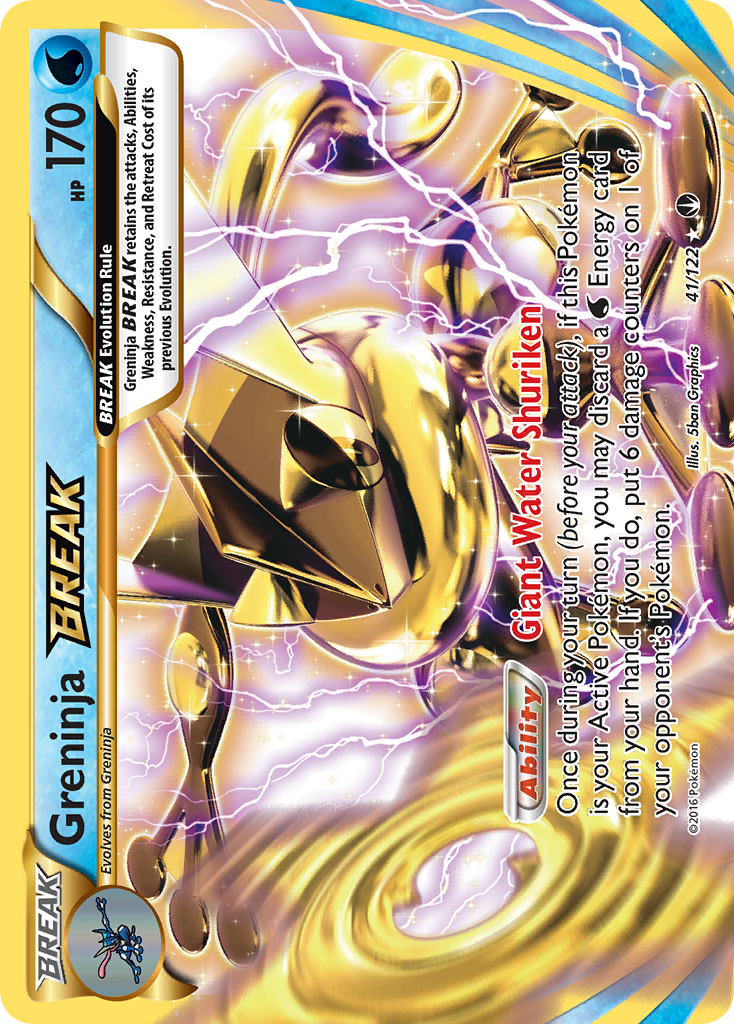 BREAK
Greninja BREAK
HP 170
Evolves from Greninja
BREAK Evolution Rule
Greninja BREAK retains the attacks, Abilities,
Weakness, Resistance, and Retreat Cost of its
previous Evolution.
Ability Giant Water Shuriken
Once during your turn (before your attack), if this Pokémon
is your Active Pokémon, you may discard a Energy card
from your hand. If you do, put 6 damage counters on 1 of
your opponent's Pokémon.
©2016 Pokémon
Illus. 5ban Graphics
41/122 ★